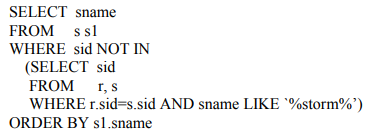 SELECT sname
FROM s s1
WHERE sid NOT IN
(SELECT sid
FROM r, s
WHERE r.sid=s.sid AND sname LIKE `%storm%’)
ORDER BY s1.sname